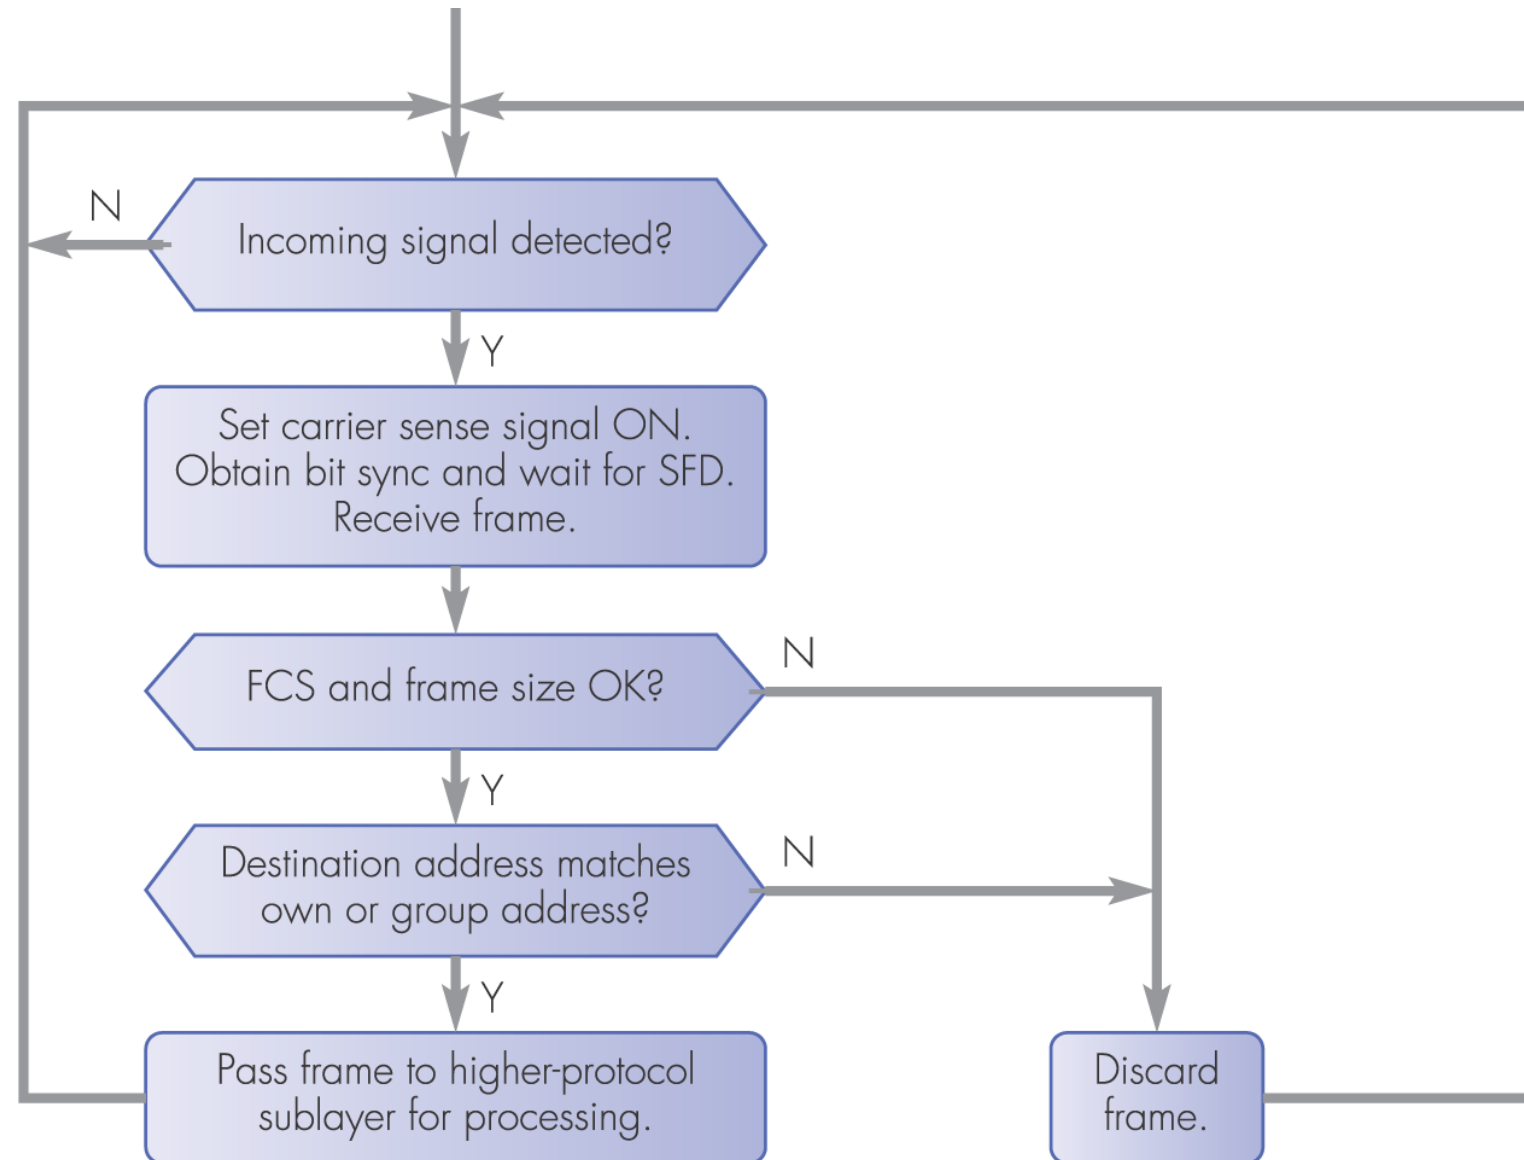 N
Incoming signal detected?
Y
Set carrier sense signal ON.
Obtain bit sync and wait for SFD.
Receive frame.
N
FCS and frame size OK?
Y
N
Destination address matches
own or group address?
Y
Pass frame to higher-protocol
sublayer for processing.
Discard
frame.